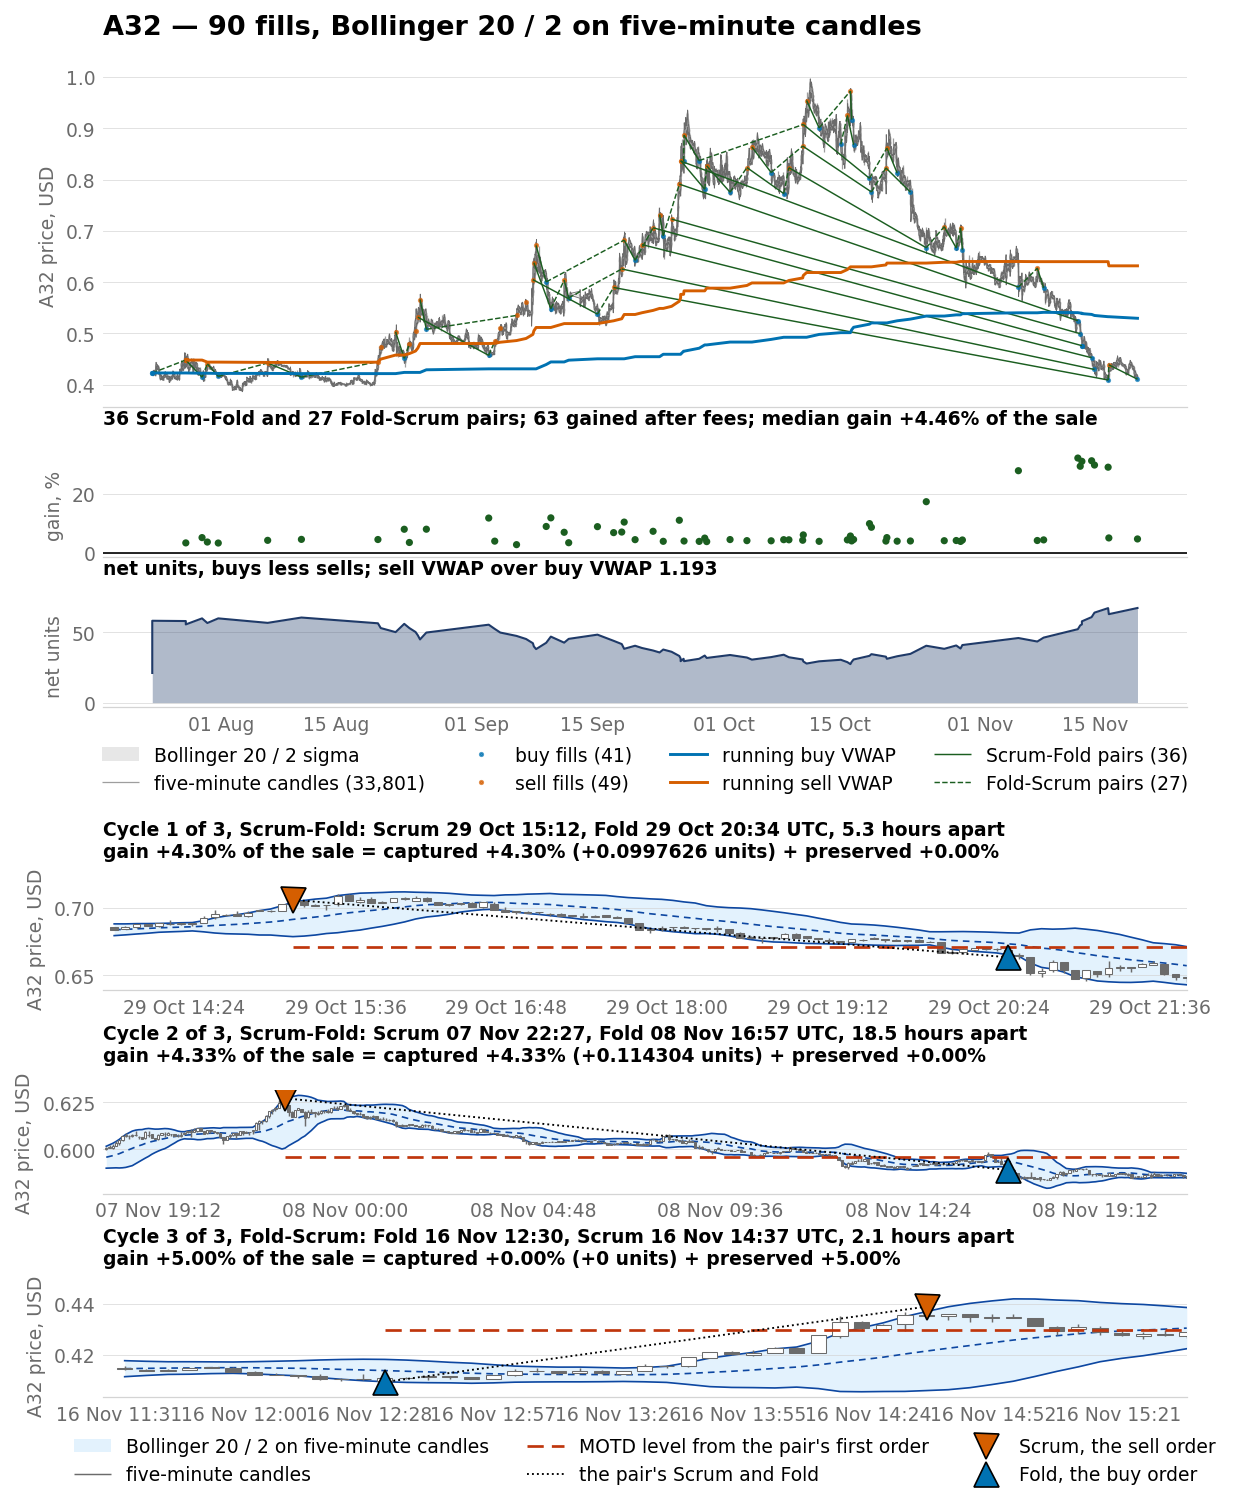 A32 — 90 fills, Bollinger 20 / 2 on five-minute candles
1.0
0.9
0.8
0.7
0.6
0.5
0.4
A32 price, USD
36 Scrum-Fold and 27 Fold-Scrum pairs; 63 gained after fees; median gain +4.46% of the sale
20
0
gain, %
net units, buys less sells; sell VWAP over buy VWAP 1.193
50
0
net units
01 Aug 15 Aug 01 Sep 15 Sep 01 Oct 15 Oct 01 Nov 15 Nov
Bollinger 20 / 2 sigma buy fills (41) running buy VWAP Scrum-Fold pairs (36)
five-minute candles (33,801) sell fills (49) running sell VWAP Fold-Scrum pairs (27)
Cycle 1 of 3, Scrum-Fold: Scrum 29 Oct 15:12, Fold 29 Oct 20:34 UTC, 5.3 hours apart
gain +4.30% of the sale = captured +4.30% (+0.0997626 units) + preserved +0.00%
0.70
0.65
A32 price, USD
29 Oct 14:24 29 Oct 15:36 29 Oct 16:48 29 Oct 18:00 29 Oct 19:12 29 Oct 20:24 29 Oct 21:36
Cycle 2 of 3, Scrum-Fold: Scrum 07 Nov 22:27, Fold 08 Nov 16:57 UTC, 18.5 hours apart
gain +4.33% of the sale = captured +4.33% (+0.114304 units) + preserved +0.00%
0.625
0.600
A32 price, USD
07 Nov 19:12 08 Nov 00:00 08 Nov 04:48 08 Nov 09:36 08 Nov 14:24 08 Nov 19:12
Cycle 3 of 3, Fold-Scrum: Fold 16 Nov 12:30, Scrum 16 Nov 14:37 UTC, 2.1 hours apart
gain +5.00% of the sale = captured +0.00% (+0 units) + preserved +5.00%
0.44
0.42
A32 price, USD
16 Nov 11:31 16 Nov 12:00 16 Nov 12:28 16 Nov 12:57 16 Nov 13:26 16 Nov 13:55 16 Nov 14:24 16 Nov 14:52 16 Nov 15:21
Bollinger 20 / 2 on five-minute candles MOTD level from the pair's first order Scrum, the sell order
five-minute candles the pair's Scrum and Fold Fold, the buy order